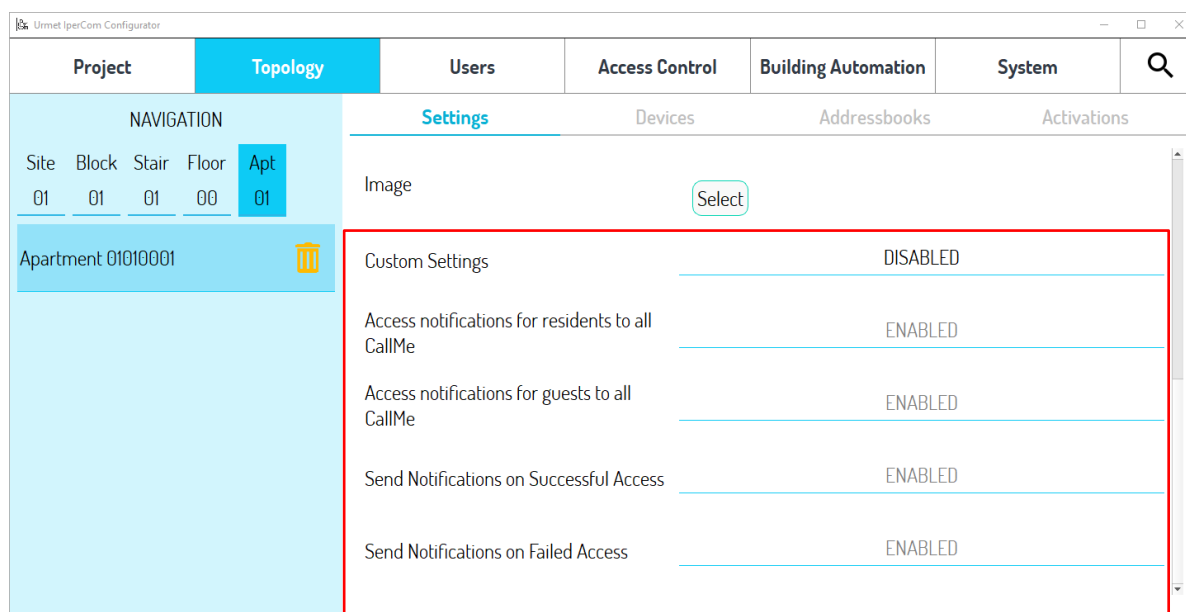 Urmet IperCom Configurator
Project Topology Users Access Control Building Automation System
NAVIGATION
Settings Devices Addressbooks Activations
Site Block Stair Floor Apt
01 01 01 00 01
Apartment 01010001
Image
Select
Custom Settings DISABLED
Access notifications for residents to all
CallMe
ENABLED
Access notifications for guests to all
CallMe
ENABLED
Send Notifications on Successful Access ENABLED
Send Notifications on Failed Access ENABLED